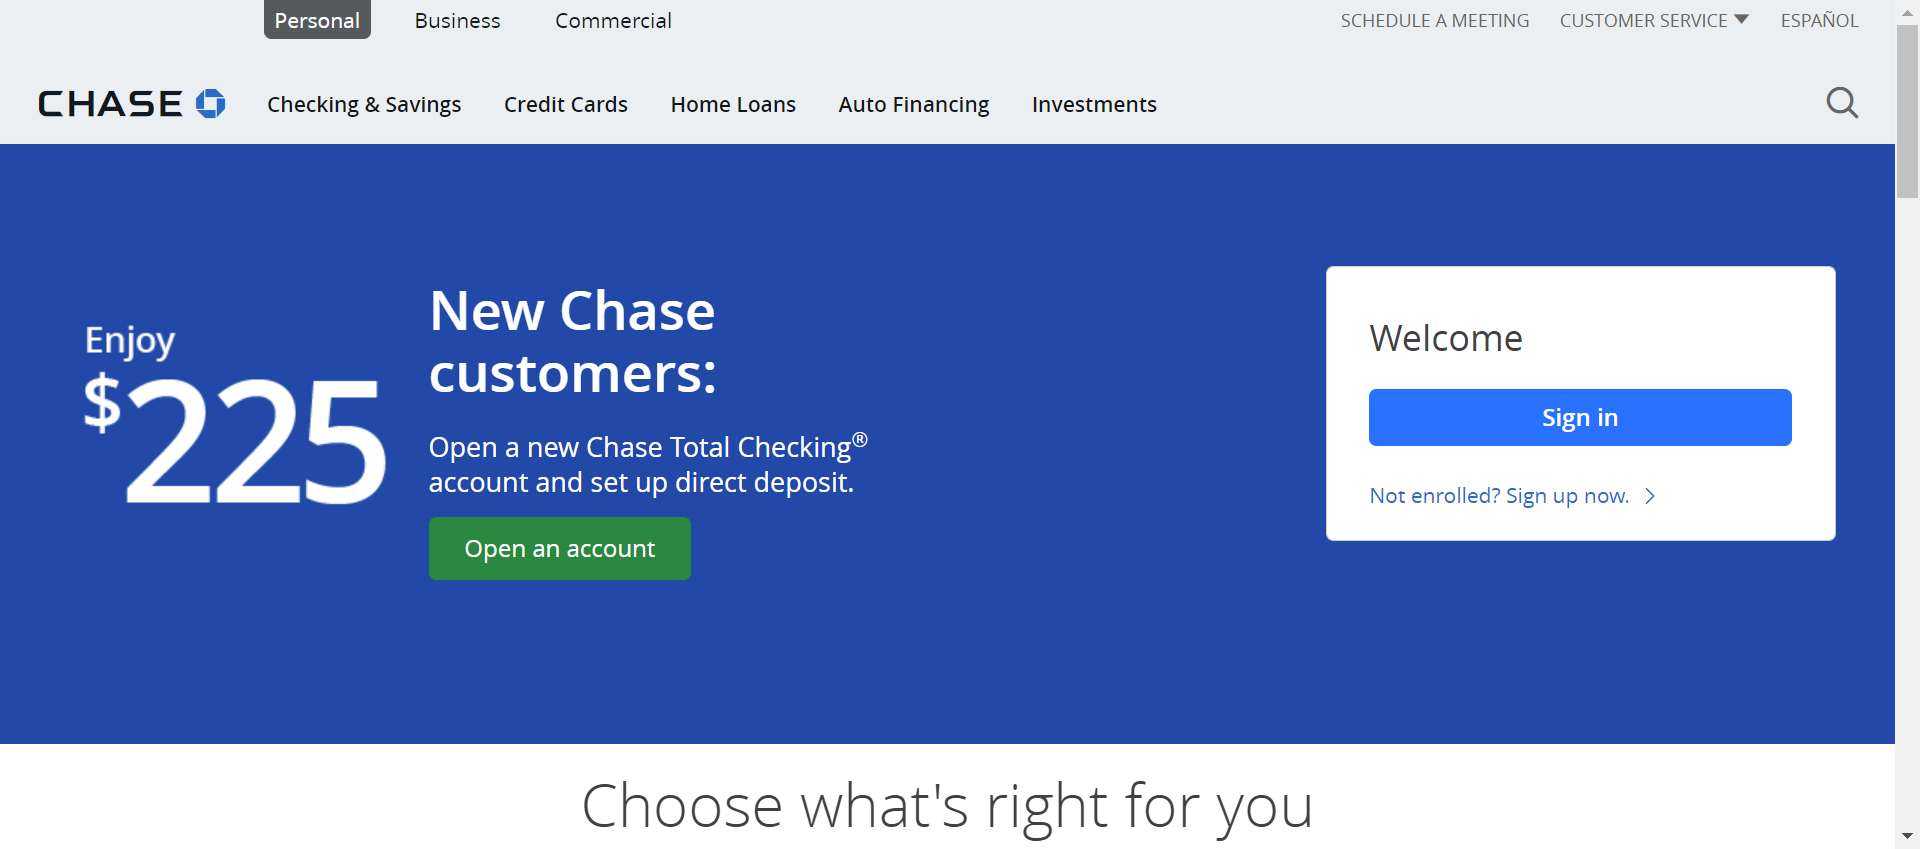 Personal Business Commercial SCHEDULE A MEETING CUSTOMER SERVICE ESPAÑOL
CHASE Checking & Savings Credit Cards Home Loans Auto Financing Investments
Enjoy
$225
New Chase
customers:
Open a new Chase Total Checking®
account and set up direct deposit.
Open an account
Welcome
Sign in
Not enrolled? Sign up now.
Choose what's right for you